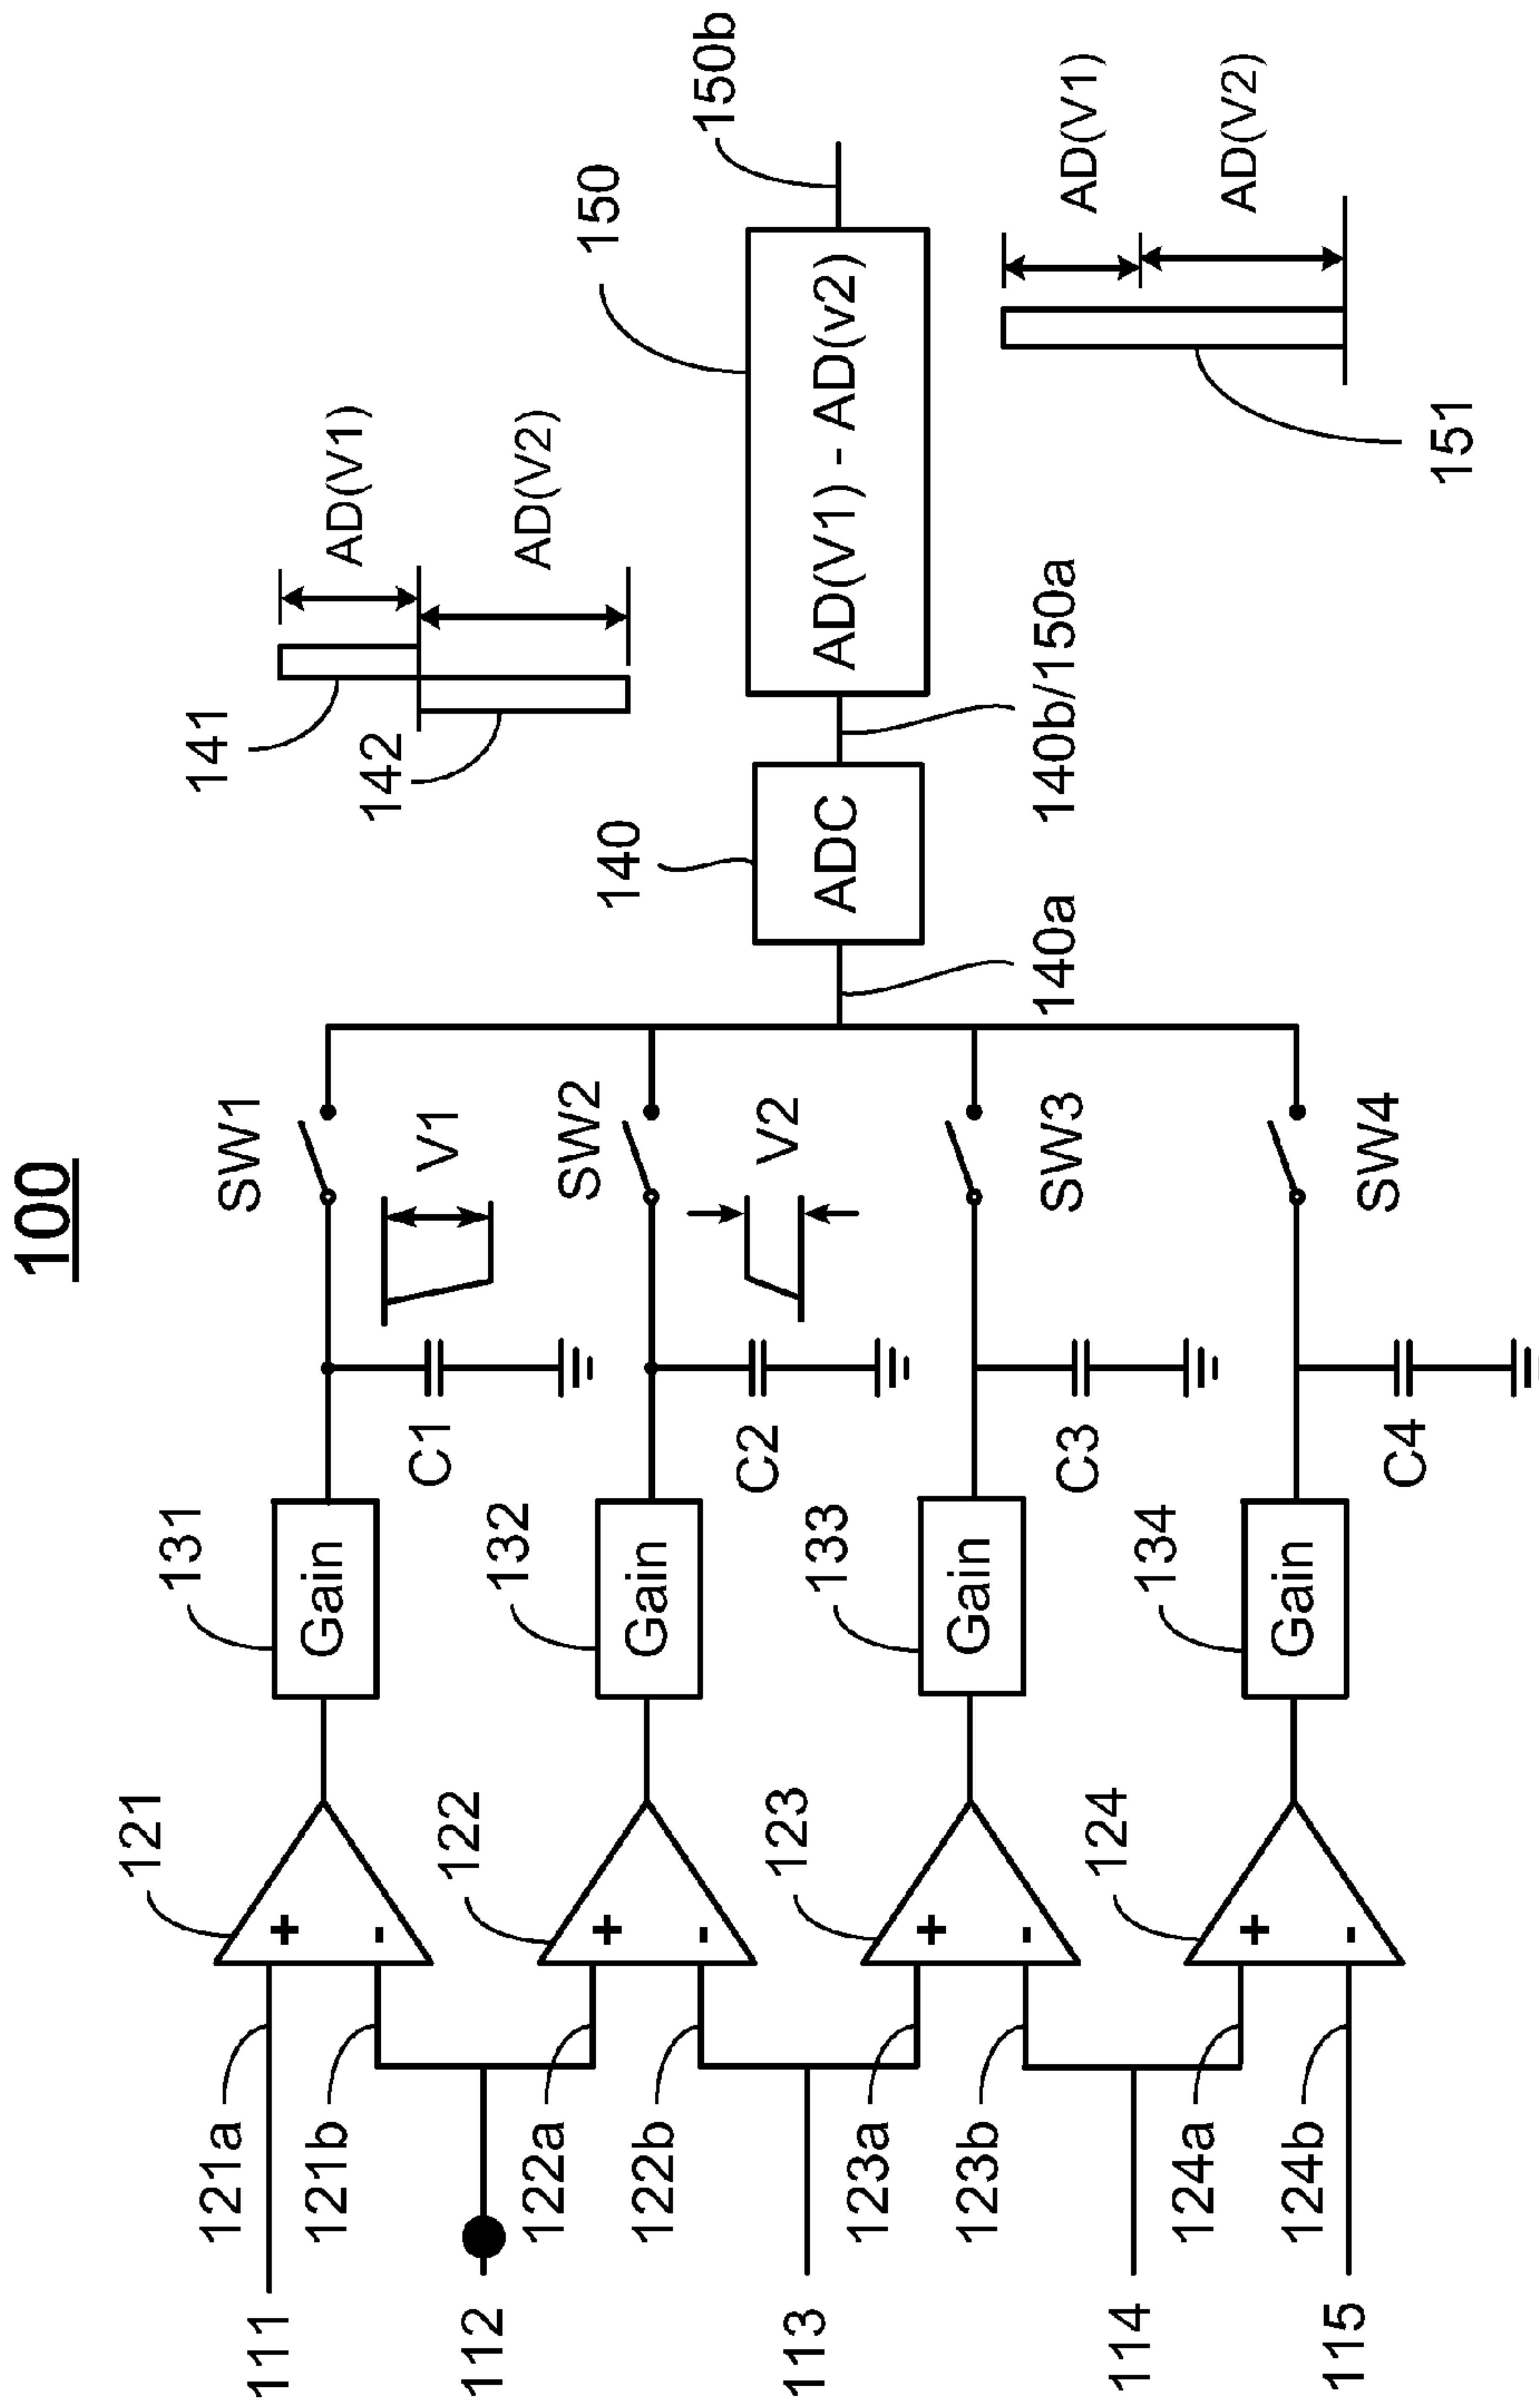 100
111
112
113
114
115
121a
121b
122a
122b
123a
123b
124a
124b
121
+
-
122
+
-
123
+
-
124
+
-
131
Gain
132
Gain
133
Gain
134
Gain
C1
C2
C3
C4
SW1
V1
SW2
V2
SW3
SW4
140a
140
ADC
140b/150a
141
142
AD(V1)
AD(V2)
150
AD(V1) - AD(v2)
150b
151
AD(V1)
AD(V2)